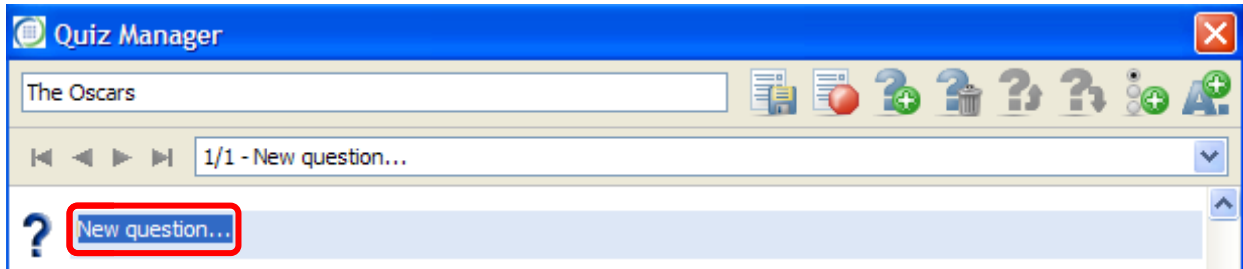 Quiz Manager
The Oscars
1/1 - New question...
New question...